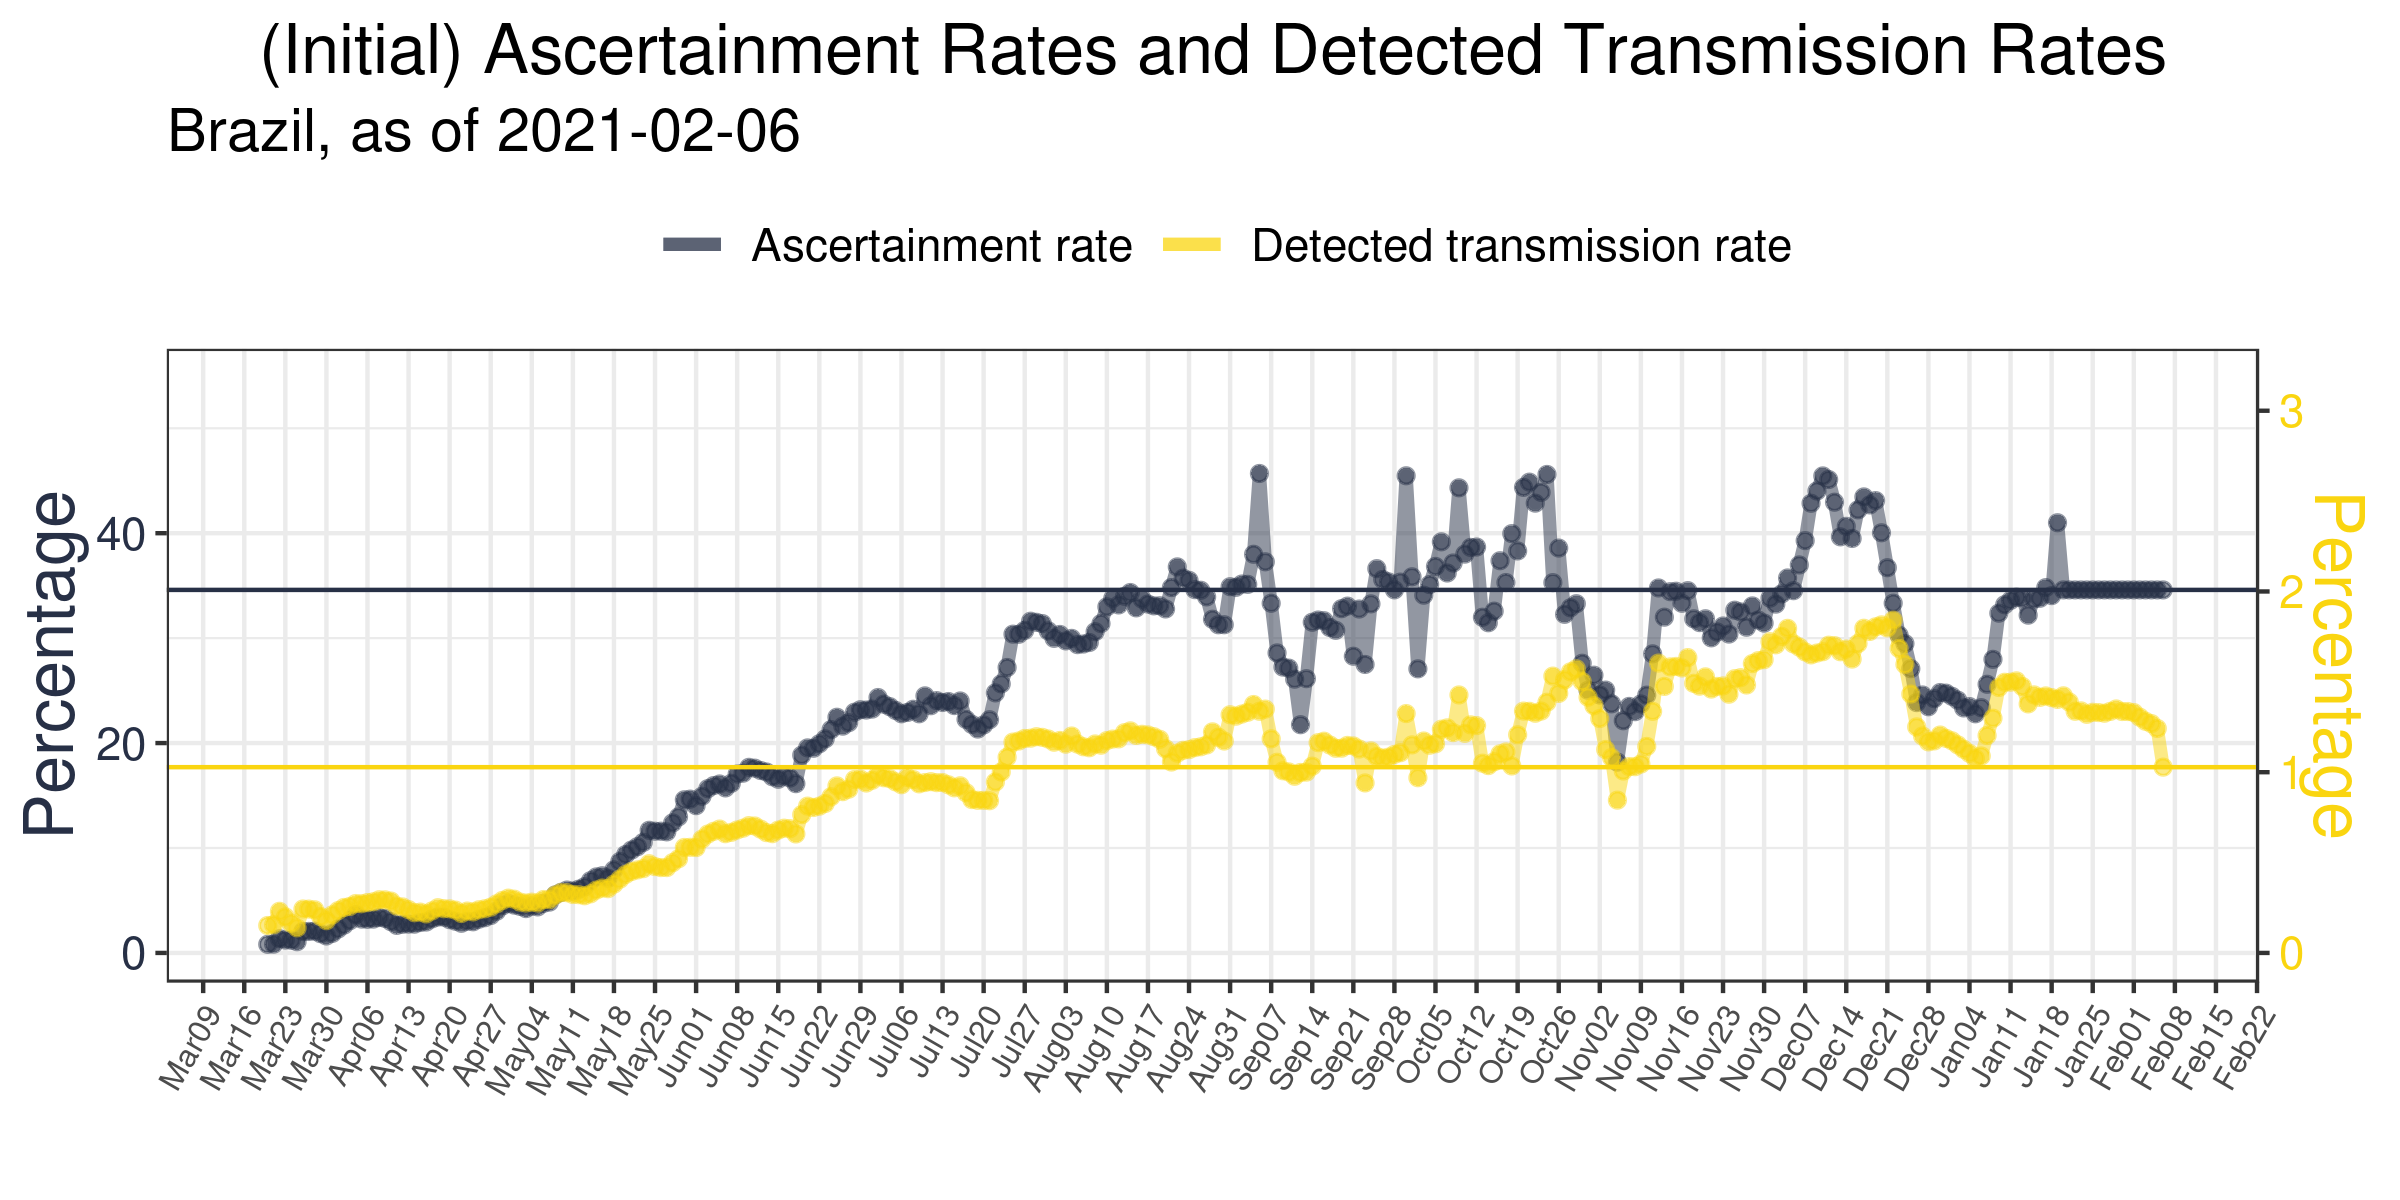 (Initial) Ascertainment Rates and Detected Transmission Rates
Brazil, as of 2021-02-06
Ascertainment rate
Detected transmission rate
Percentage
40
20
0
3
2
1
0
Percentage
Mar09
Mar16
Mar23
Mar30
Apr06
Apr13
Apr20
Apr27
May04
May11
May18
May25
Jun01
Jun08
Jun15
Jun22
Jun29
Jul06
Jul13
Jul20
Jul27
Aug03
Aug10
Aug17
Aug24
Aug31
Sep07
Sep14
Sep21
Sep28
Oct05
Oct12
Oct19
Oct26
Nov02
Nov09
Nov16
Nov23
Nov30
Dec07
Dec14
Dec21
Dec28
Jan04
Jan11
Jan18
Jan25
Feb01
Feb08
Feb15
Feb22